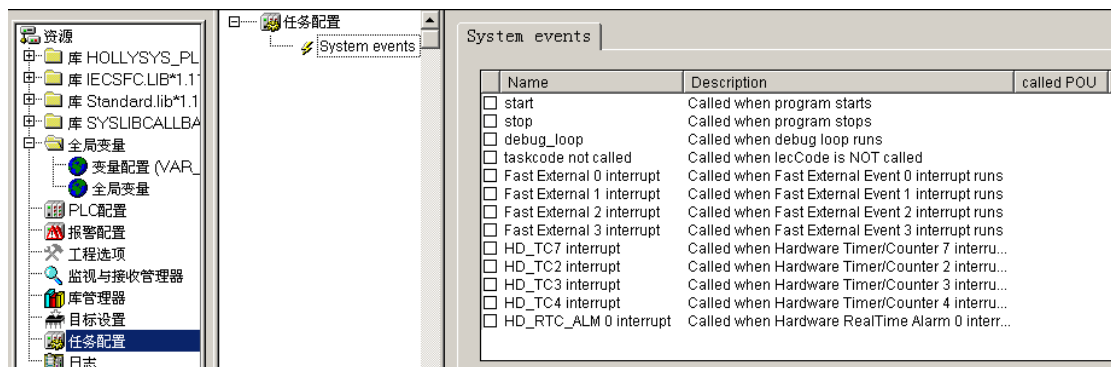 资源
库 HOLLYSYS_PL
库 IECSFC.LIB*1.1
库 Standard.lib*1.1
库 SYSLIBCALLBA
全局变量
变量配置 (VAR_
全局变量
PLC配置
报警配置
工程选项
监视与接收管理器
库管理器
目标设置
任务配置
日志
任务配置
System events
System events
Name Description called POU
start Called when program starts
stop Called when program stops
debug_loop Called when debug loop runs
taskcode not called Called when IecCode is NOT called
Fast External 0 interrupt Called when Fast External Event 0 interrupt runs
Fast External 1 interrupt Called when Fast External Event 1 interrupt runs
Fast External 2 interrupt Called when Fast External Event 2 interrupt runs
Fast External 3 interrupt Called when Fast External Event 3 interrupt runs
HD_TC7 interrupt Called when Hardware Timer/Counter 7 interru...
HD_TC2 interrupt Called when Hardware Timer/Counter 2 interru...
HD_TC3 interrupt Called when Hardware Timer/Counter 3 interru...
HD_TC4 interrupt Called when Hardware Timer/Counter 4 interru...
HD_RTC_ALM 0 interrupt Called when Hardware RealTime Alarm 0 interr...